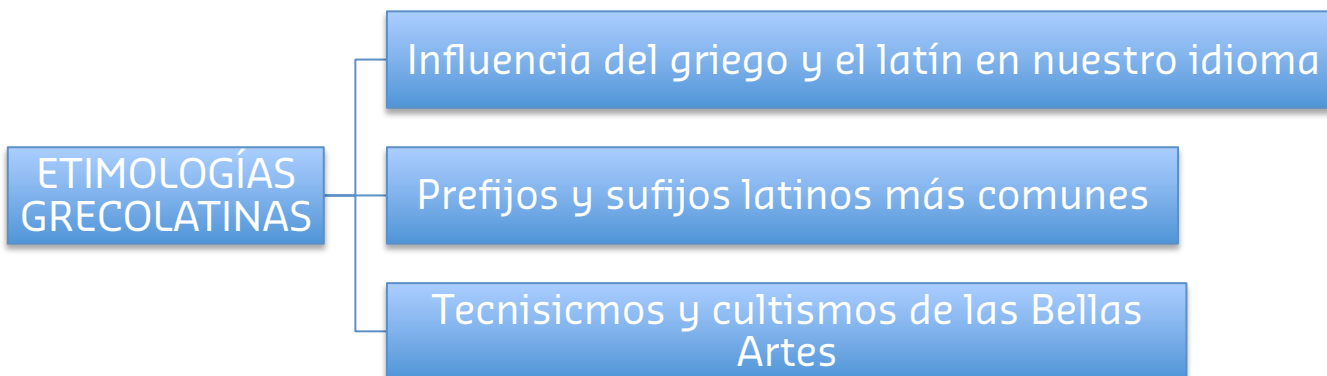 Influencia del griego y el latín en nuestro idioma
ETIMOLOGÍAS
GRECOLATINAS
Prefijos y sufijos latinos más comunes
Tecnisicmos y cultismos de las Bellas
Artes